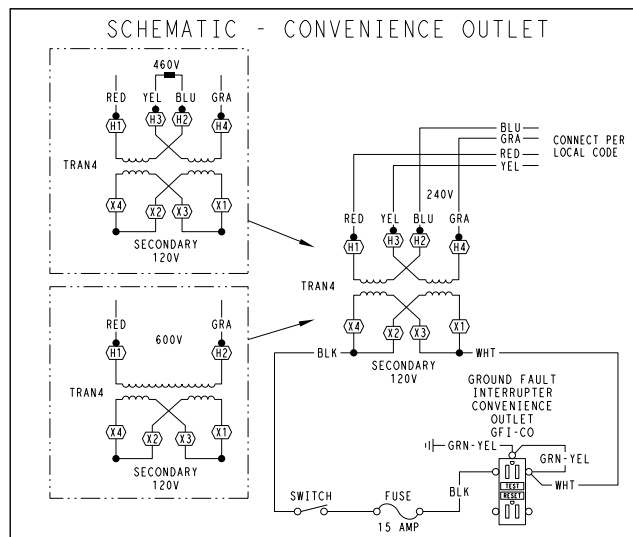 SCHEMATIC - CONVENIENCE OUTLET
460V
RED YEL BLU GRA
H1 H3 H2 H4
TRAN4
X4 X2 X3 X1
SECONDARY
120V
600V
RED GRA
H1 H2
TRAN4
X4 X2 X3 X1
SECONDARY
120V
BLU
GRA
RED
YEL
CONNECT PER
LOCAL CODE
240V
RED YEL BLU GRA
H1 H3 H2 H4
TRAN4
X4 X2 X3 X1
BLK WHT
SECONDARY
120V
GROUND FAULT
INTERRUPTER
CONVENIENCE
OUTLET
GFI-CO
GRN-YEL
GRN-YEL
WHT
BLK
TEST
RESET
SWITCH FUSE
15 AMP